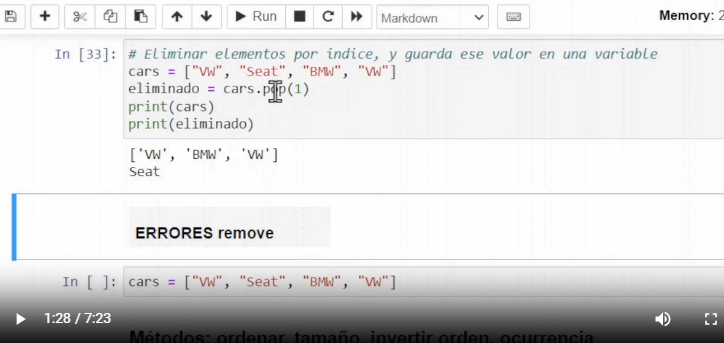 Run
Markdown
Memory: 2
In [33]: # Eliminar elementos por indice, y guarda ese valor en una variable
cars = ["VW", "Seat", "BMW", "VW"]
eliminado = cars.pop(1)
print(cars)
print(eliminado)
['VW', 'BMW', 'VW']
Seat
ERRORES remove
In [ ]: cars = ["VW", "Seat", "BMW", "VW"]
1:28 / 7:23
Métodos: ordenar, tamaño, invertir orden, ocurrencia